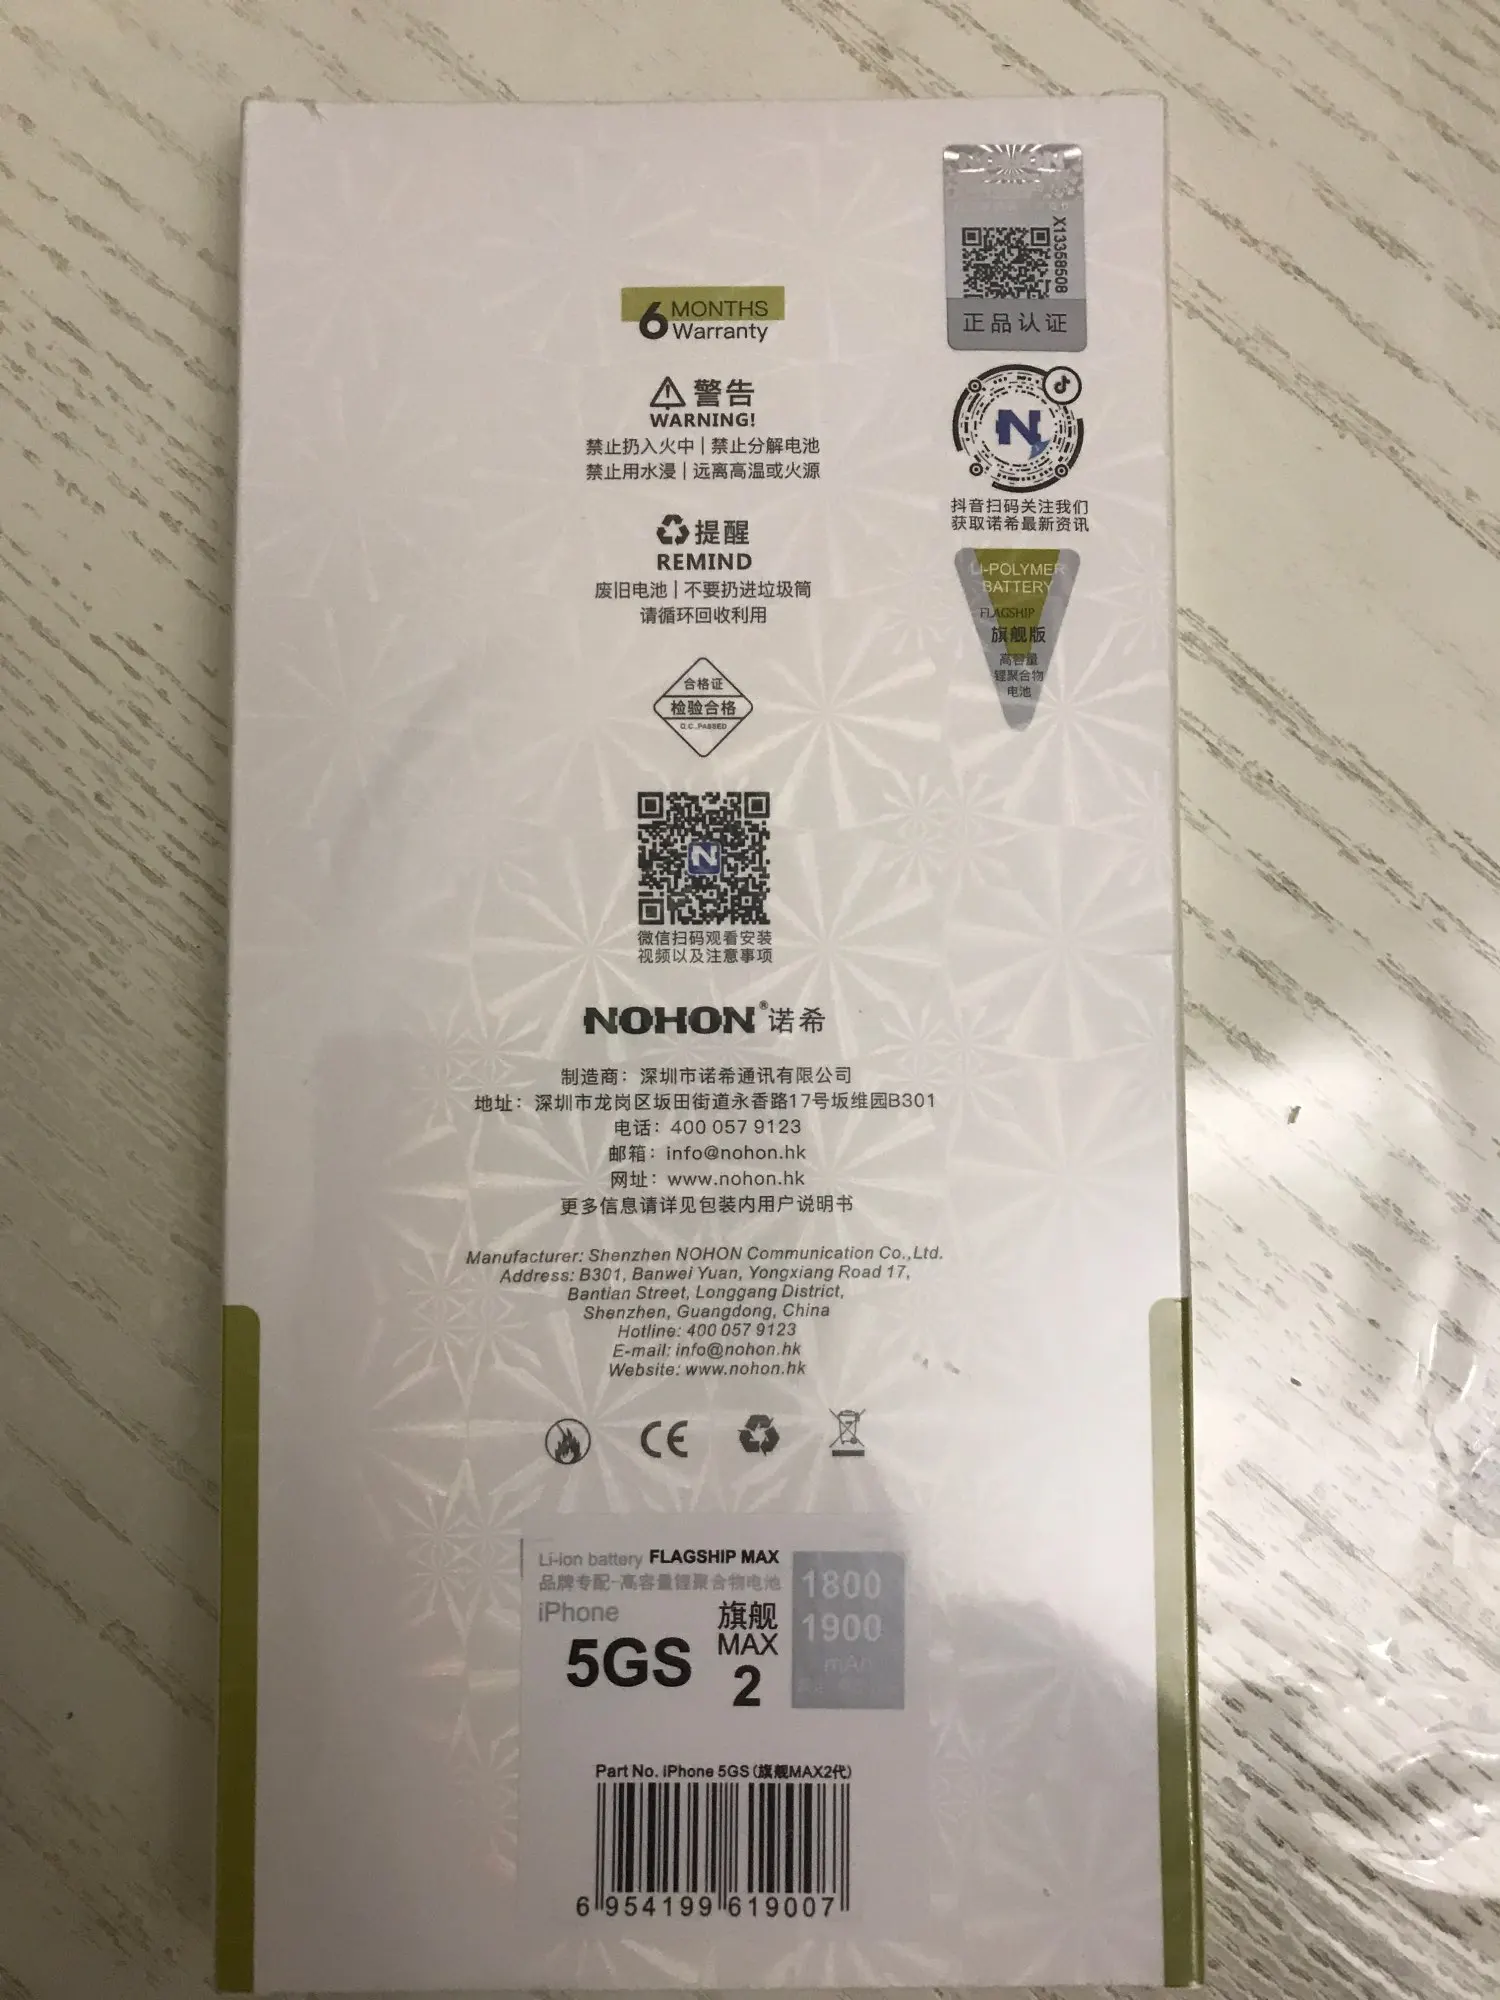 NOHON
X13358508
正品认证
6 MONTHS
Warranty
警告
WARNING!
禁止扔入火中 | 禁止分解电池
禁止用水浸 | 远离高温或火源
抖音扫码关注我们
获取诺希最新资讯
提醒
REMIND
废旧电池 | 不要扔进垃圾筒
请循环回收利用
Li-POLYMER
BATTERY
FLAGSHIP
旗舰版
高容量
锂聚合物
电池
合格证
检验合格
Q.C.PASSED
N
N
微信扫码观看安装
视频以及注意事项
NOHON®诺希
制造商：深圳市诺希通讯有限公司
地址：深圳市龙岗区坂田街道永香路17号坂维园B301
电话：400 057 9123
邮箱：info@nohon.hk
网址：www.nohon.hk
更多信息请详见包装内用户说明书
Manufacturer: Shenzhen NOHON Communication Co.,Ltd.
Address: B301, Banwei Yuan, Yongxiang Road 17,
Bantian Street, Longgang District,
Shenzhen, Guangdong, China
Hotline: 400 057 9123
E-mail: info@nohon.hk
Website: www.nohon.hk
CE
Li-ion battery FLAGSHIP MAX
品牌专配-高容量锂聚合物电池
iPhone
5GS
旗舰
MAX
2
1800
1900
mAh
Part No. iPhone 5GS (旗舰MAX2代)
6 954199 619007